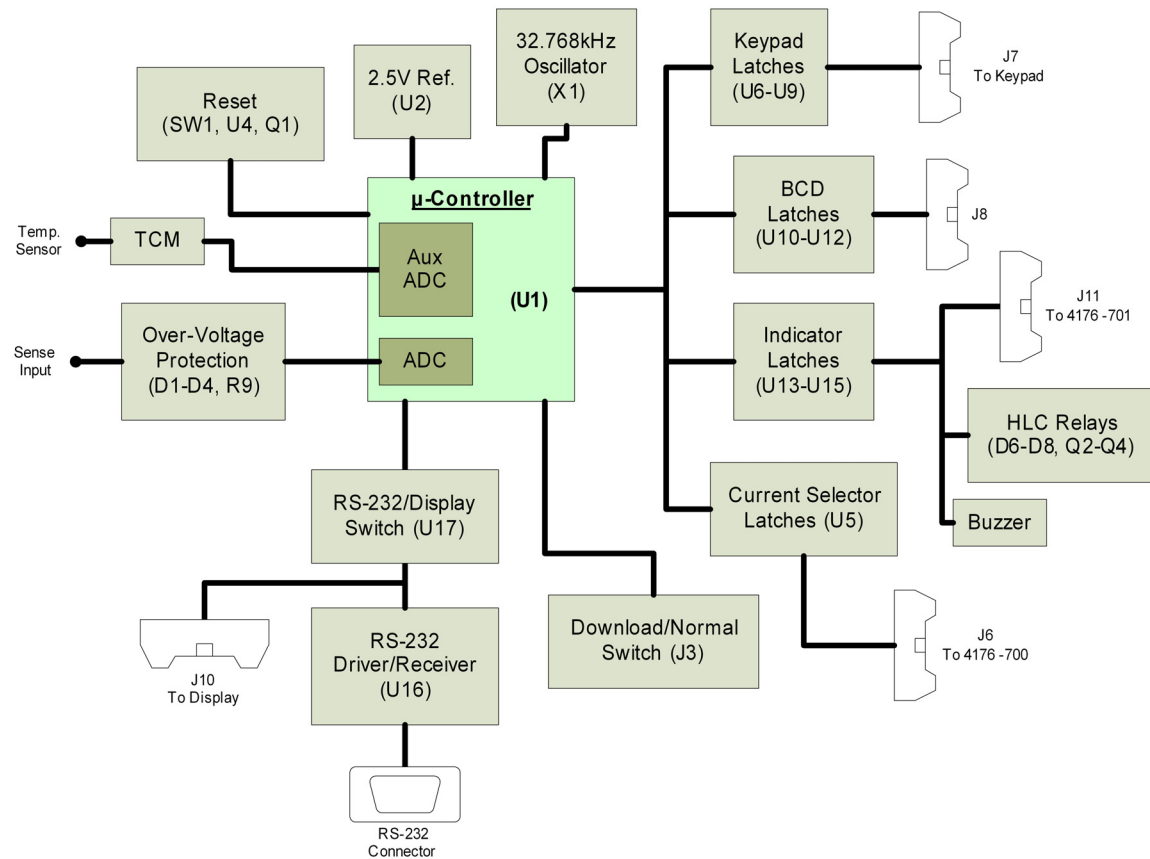 32.768kHz
Oscillator
(X1)
Keypad
Latches
(U6-U9)
J7
To Keypad
2.5V Ref.
(U2)
Reset
(SW1, U4, Q1)
µ-Controller
BCD
Latches
(U10-U12)
J8
Temp.
Sensor
TCM
Aux
ADC
(U1)
J11
To 4176 -701
Over-Voltage
Protection
(D1-D4, R9)
Sense
Input
ADC
Indicator
Latches
(U13-U15)
HLC Relays
(D6-D8, Q2-Q4)
RS-232/Display
Switch (U17)
Current Selector
Latches (U5)
Buzzer
RS-232
Driver/Receiver
(U16)
Download/Normal
Switch (J3)
J6
To 4176 -700
J10
To Display
RS-232
Connector